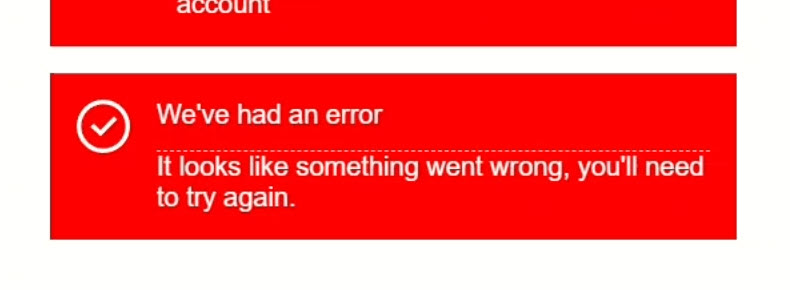 account
We've had an error
It looks like something went wrong, you'll need
to try again.